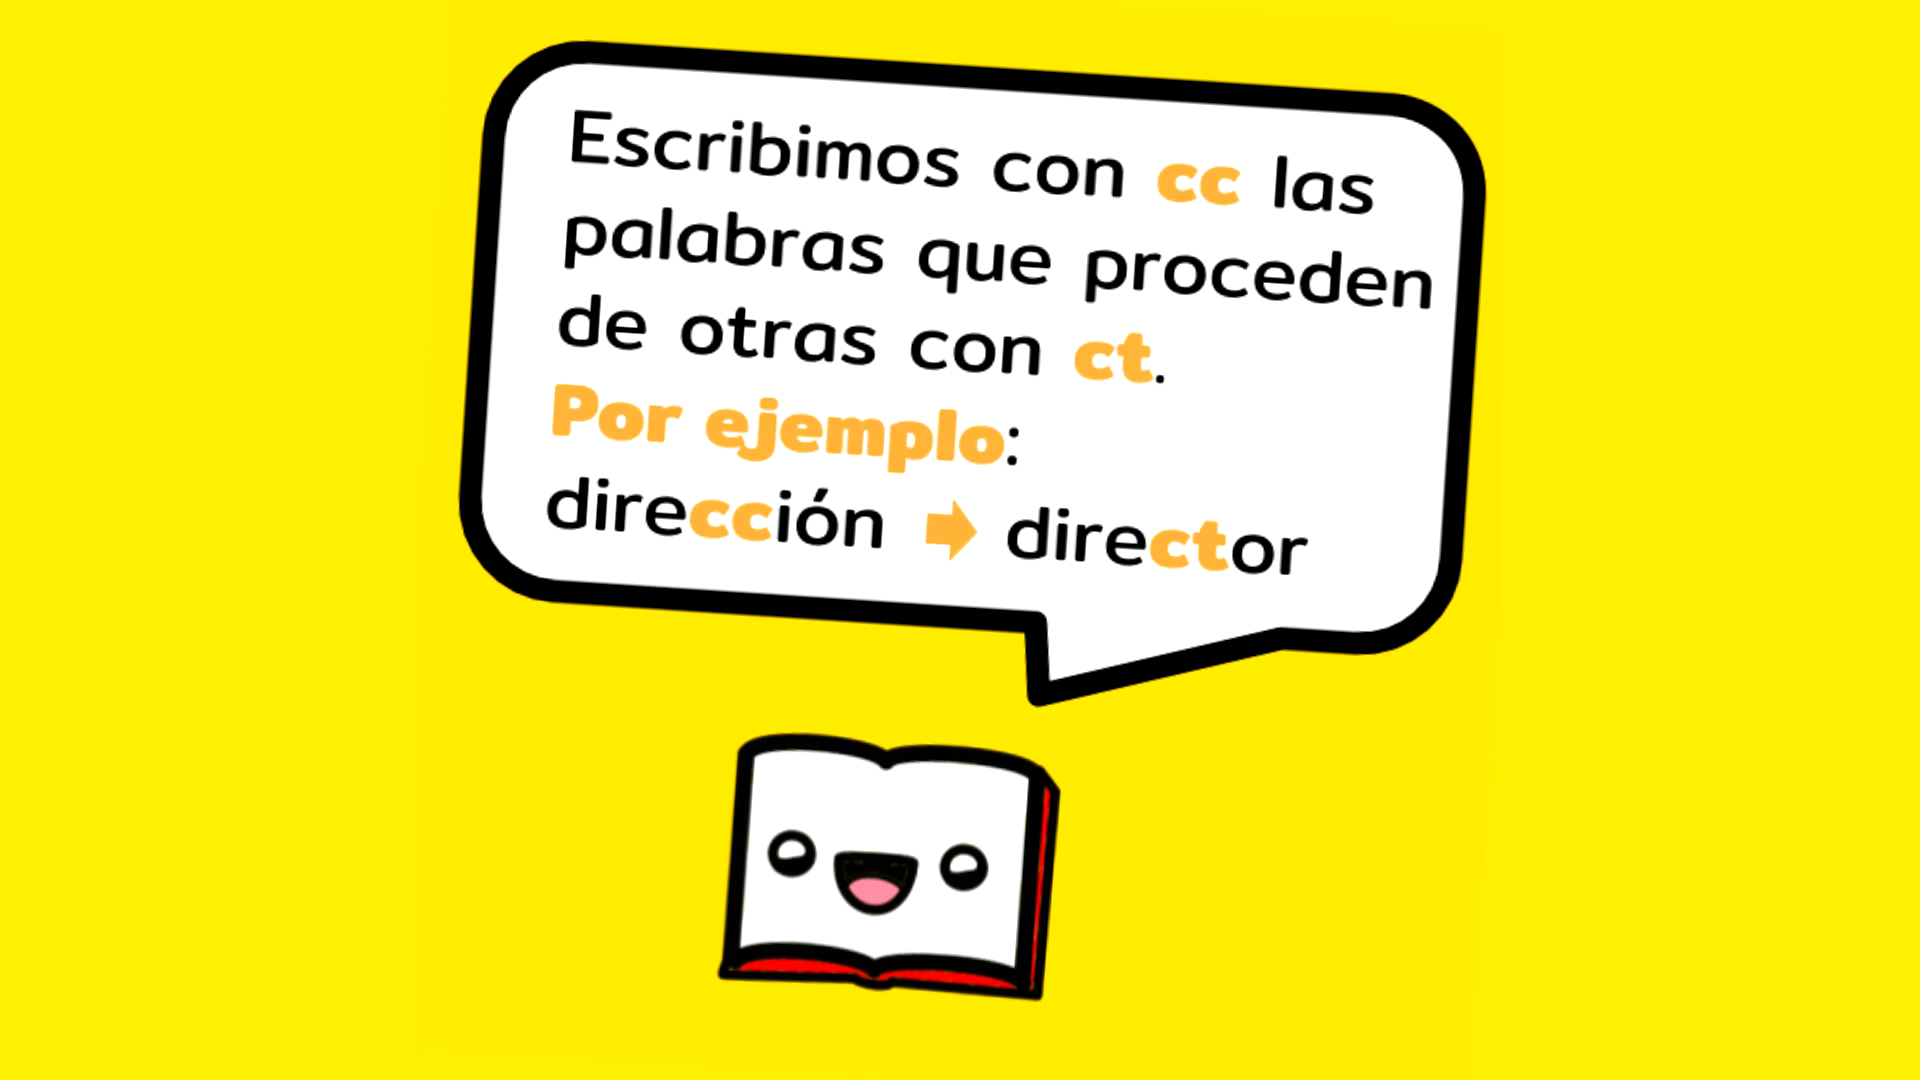 Escribimos con cc las
palabras que proceden
de otras con ct.
Por ejemplo:
dirección ➡ director